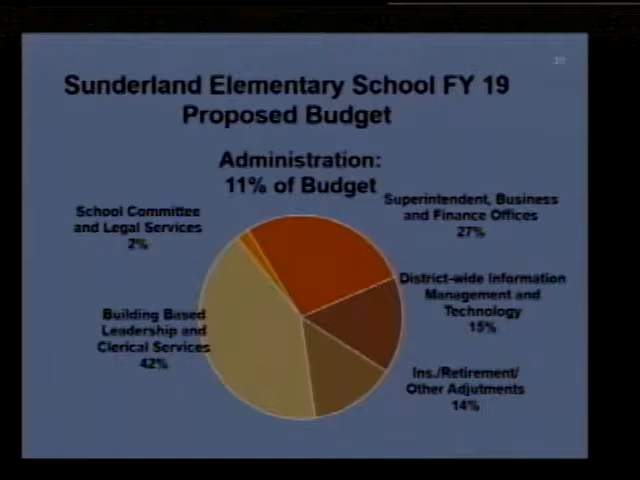 20
Sunderland Elementary School FY 19
Proposed Budget
Administration:
11% of Budget
School Committee
and Legal Services
2%
Superintendent, Business
and Finance Offices
27%
District-wide Information
Management and
Technology
15%
Building Based
Leadership and
Clerical Services
42%
Ins./Retirement/
Other Adjutments
14%